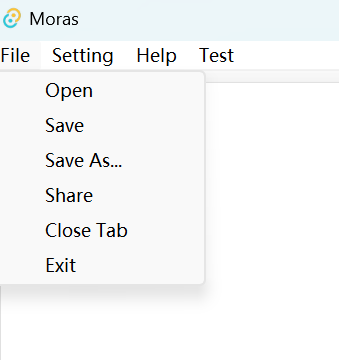 Moras
File Setting Help Test
Open
Save
Save As...
Share
Close Tab
Exit